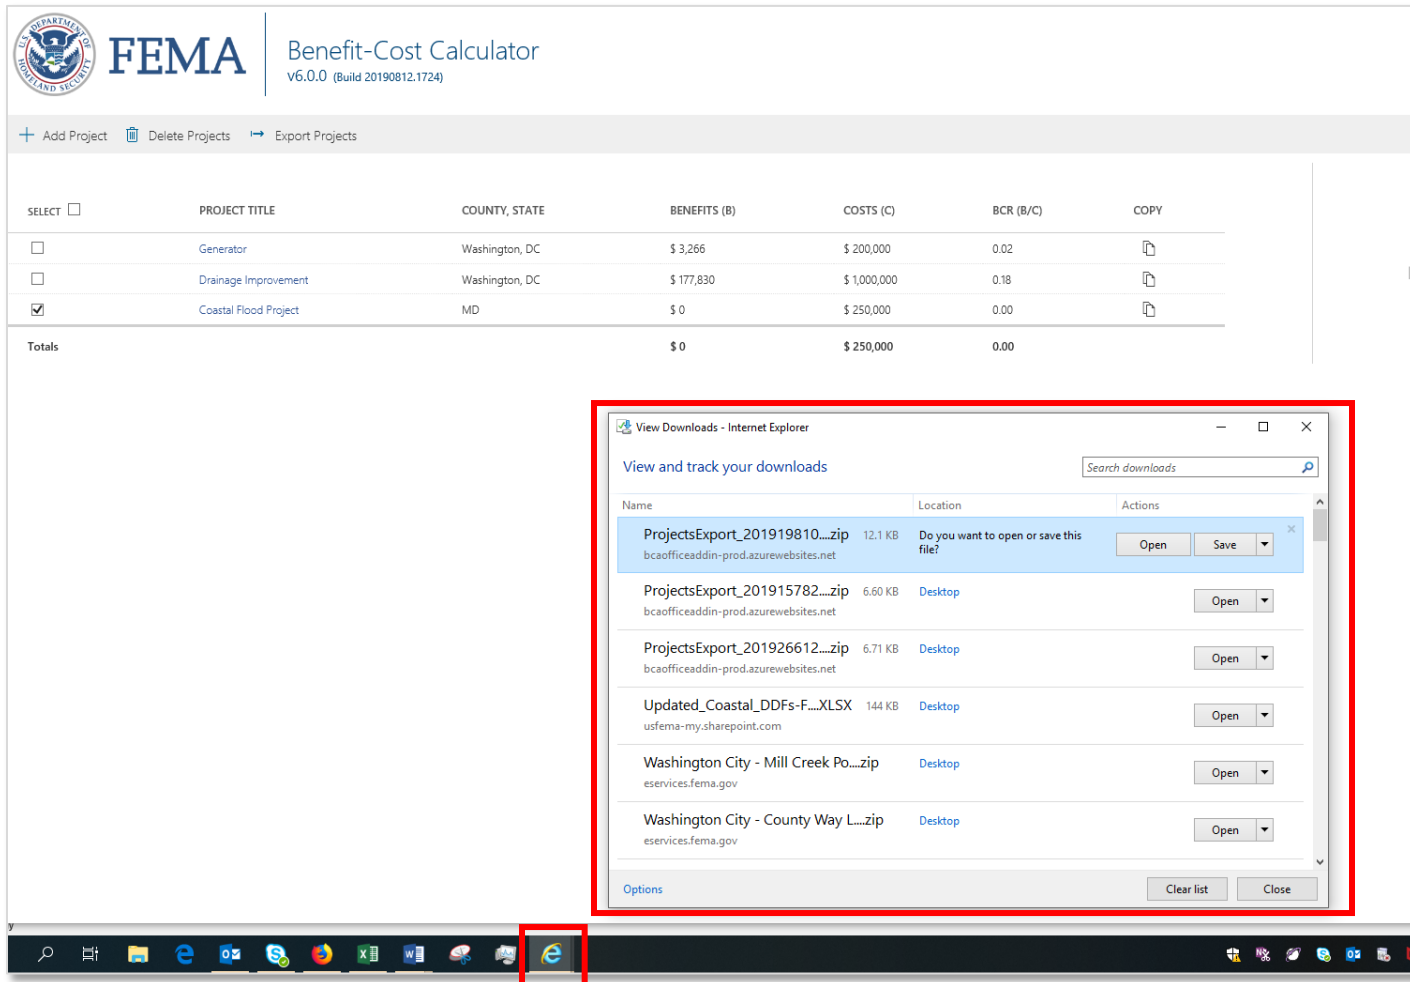 U.S. DEPARTMENT OF HOMELAND SECURITY
FEMA
Benefit-Cost Calculator
V6.0.0 (Build 20190812.1724)
Add Project Delete Projects Export Projects
SELECT PROJECT TITLE COUNTY, STATE BENEFITS (B) COSTS (C) BCR (B/C) COPY
Generator Washington, DC $ 3,266 $ 200,000 0.02
Drainage Improvement Washington, DC $ 177,830 $ 1,000,000 0.18
Coastal Flood Project MD $ 0 $ 250,000 0.00
Totals $ 0 $ 250,000 0.00
View Downloads - Internet Explorer
View and track your downloads
Search downloads
Name Location Actions
ProjectsExport_201919810....zip 12.1 KB Do you want to open or save this
file?
Open Save
bcaofficeaddin-prod.azurewebsites.net
ProjectsExport_201915782....zip 6.60 KB Desktop Open
bcaofficeaddin-prod.azurewebsites.net
ProjectsExport_201926612....zip 6.71 KB Desktop Open
bcaofficeaddin-prod.azurewebsites.net
Updated_Coastal_DDFs-F....XLSX 144 KB Desktop Open
usfema-my.sharepoint.com
Washington City - Mill Creek Po....zip Desktop Open
eservices.fema.gov
Washington City - County Way L....zip Desktop Open
eservices.fema.gov
Options Clear list Close
y